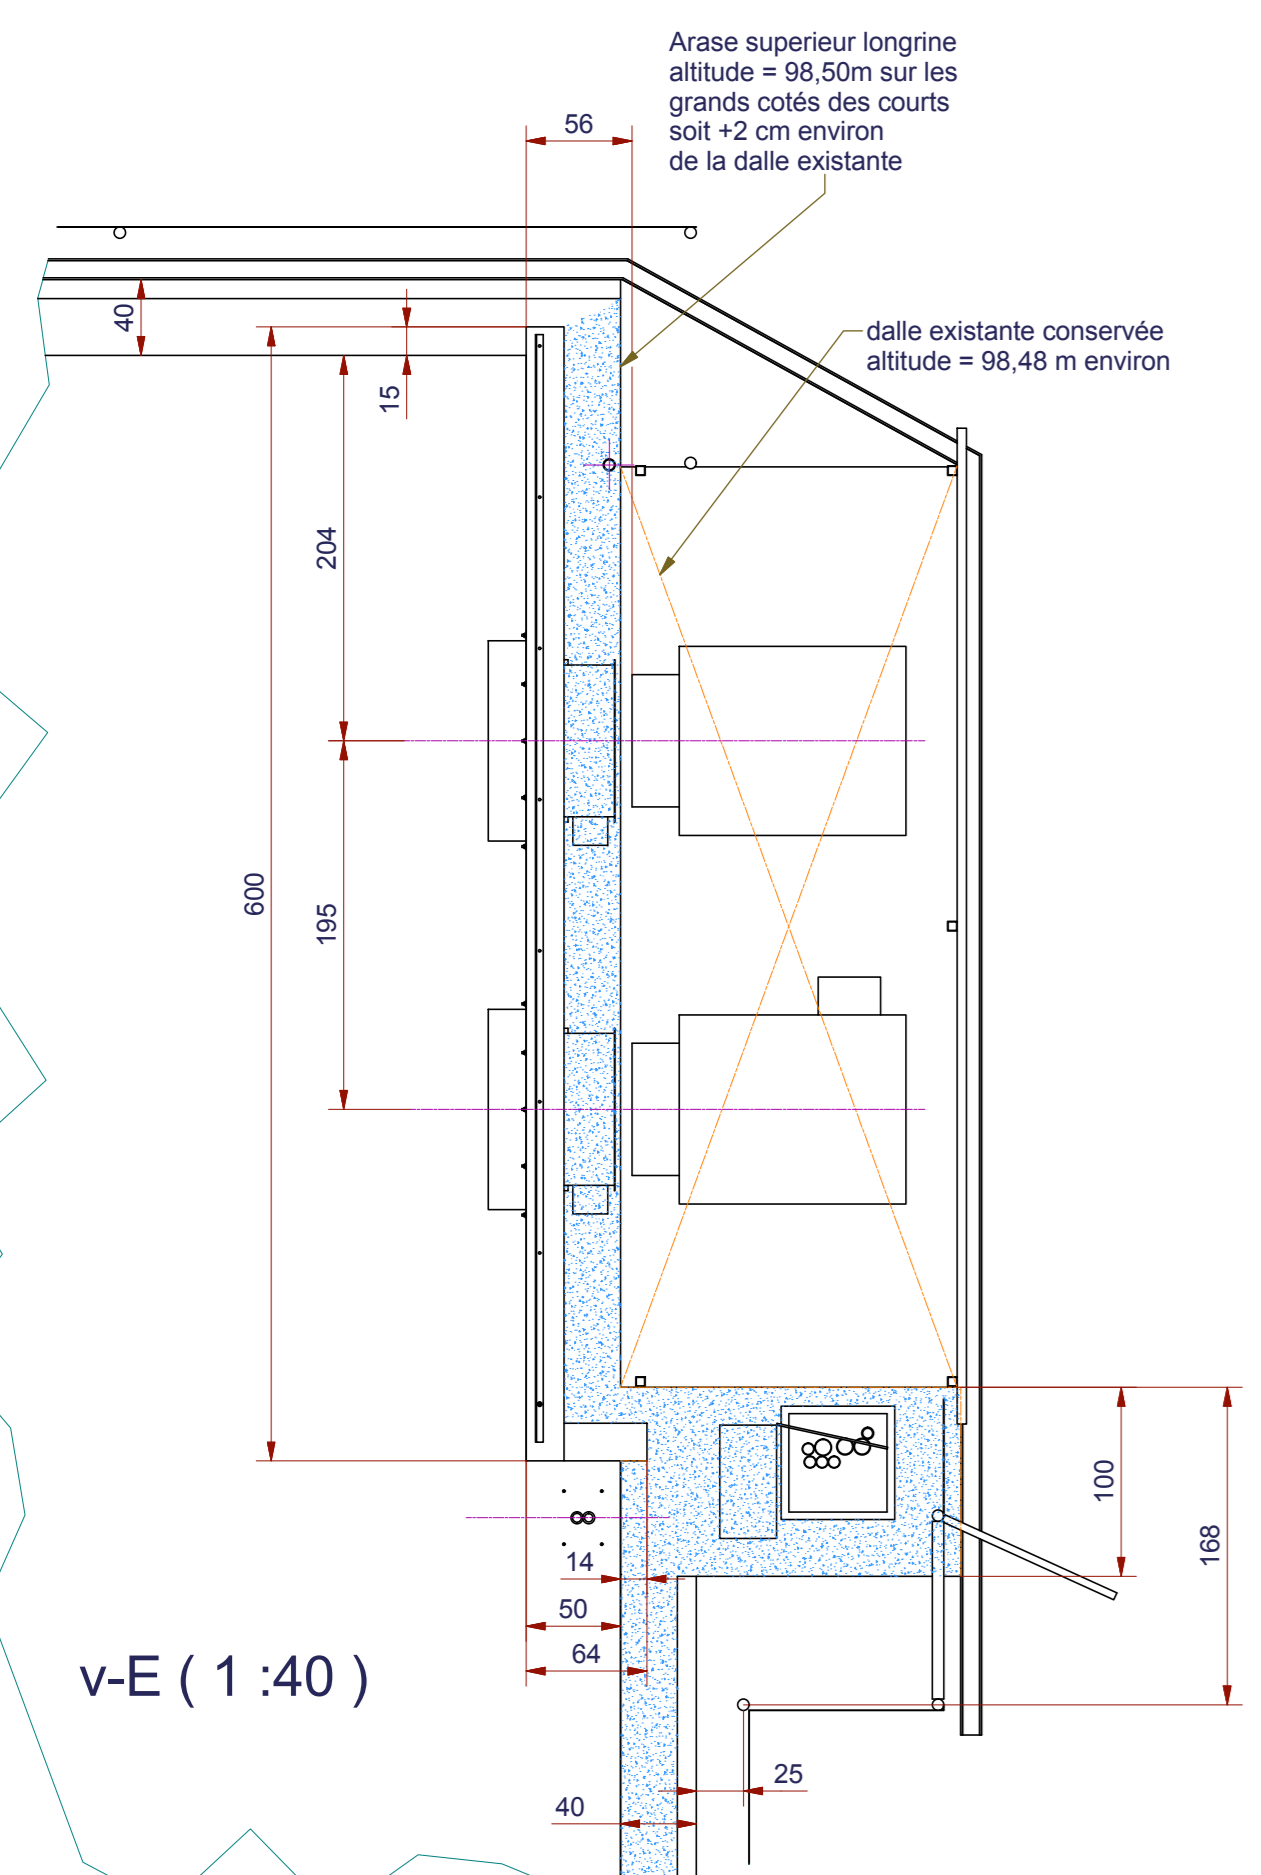 Arase superieur longrine
altitude = 98,50m sur les
grands cotés des courts
soit +2 cm environ
de la dalle existante
56
dalle existante conservée
altitude = 98,48 m environ
40
15
204
600
195
100
168
14
50
64
v-E ( 1 :40 )
25
40